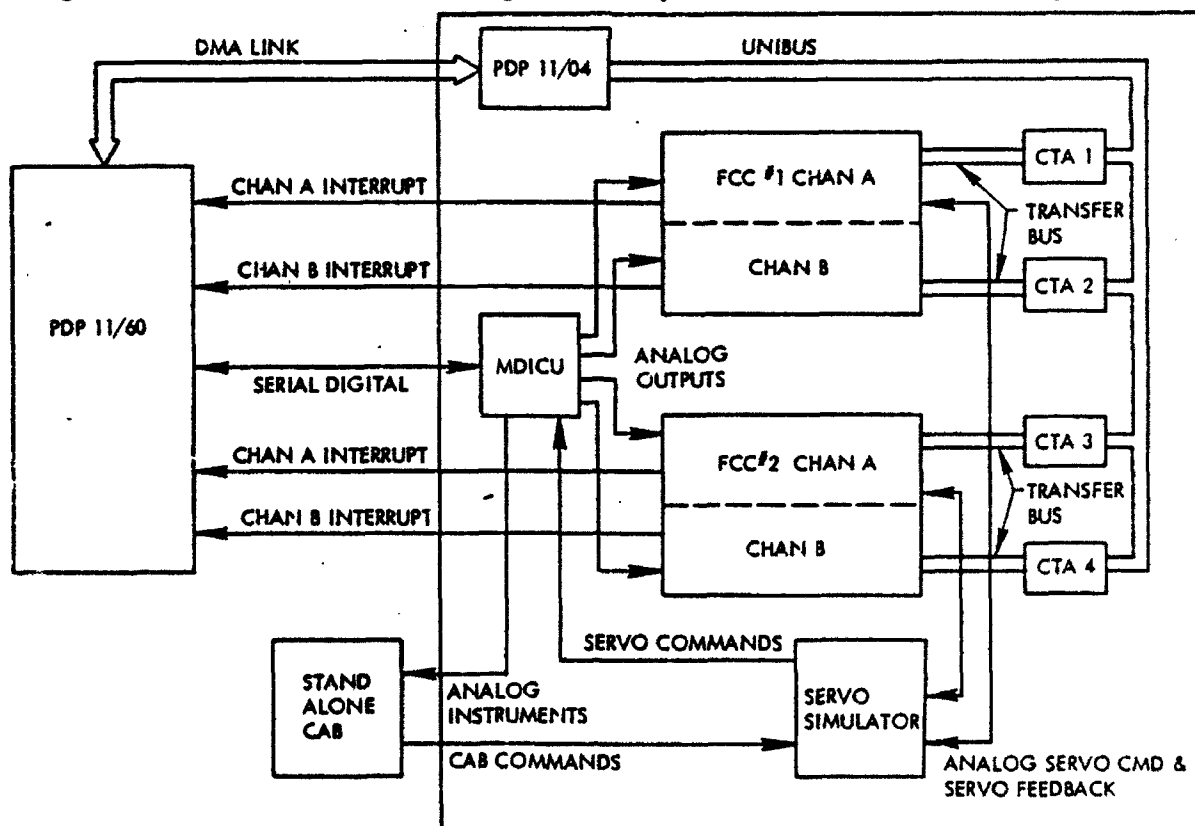 DMA LINK
UNIBUS
PDP 11/04
CTA 1
CHAN A INTERRUPT
FCC #1 CHAN A
TRANSFER
BUS
CHAN B INTERRUPT
CHAN B
CTA 2
PDP 11/60
MDICU
ANALOG
OUTPUTS
SERIAL DIGITAL
CTA 3
CHAN A INTERRUPT
FCC #2 CHAN A
TRANSFER
BUS
CHAN B INTERRUPT
CHAN B
CTA 4
SERVO COMMANDS
STAND
ALONE
CAB
ANALOG
INSTRUMENTS
SERVO
SIMULATOR
CAB COMMANDS
ANALOG SERVO CMD &
SERVO FEEDBACK